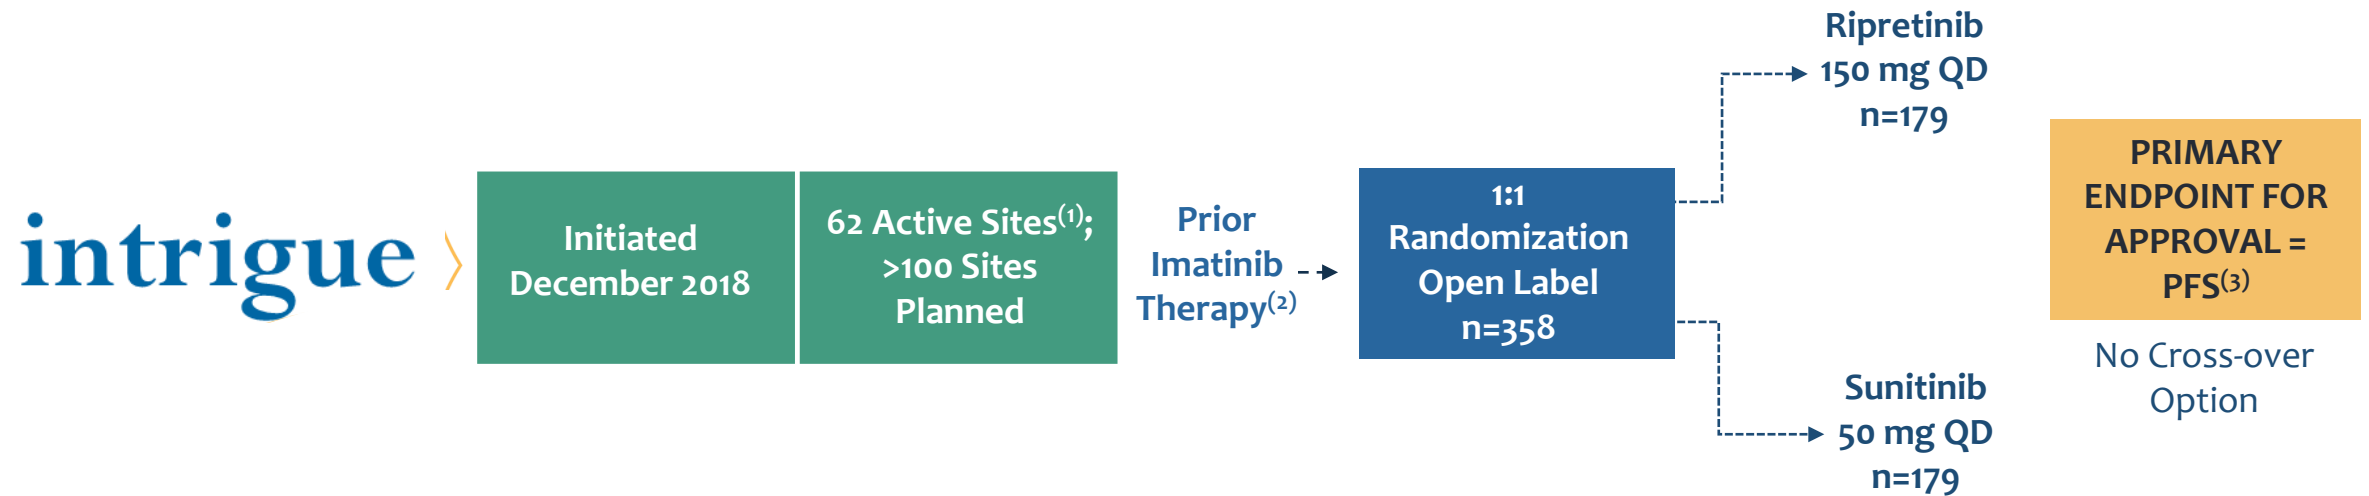 intrigue
Initiated
December 2018
62 Active Sites(1);
>100 Sites
Planned
Prior
Imatinib
Therapy(2)
1:1
Randomization
Open Label
n=358
Ripretinib
150 mg QD
n=179
Sunitinib
50 mg QD
n=179
PRIMARY
ENDPOINT FOR
APPROVAL =
PFS(3)
No Cross-over
Option